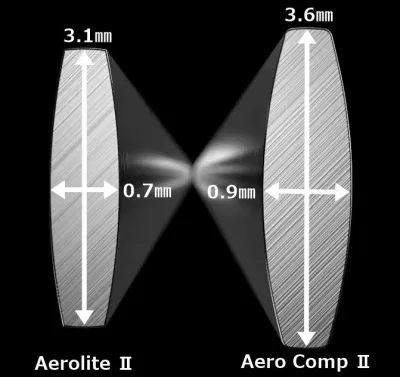 3.1mm
3.6mm
0.7mm
0.9mm
Aerolite Ⅱ
Aero Comp Ⅱ